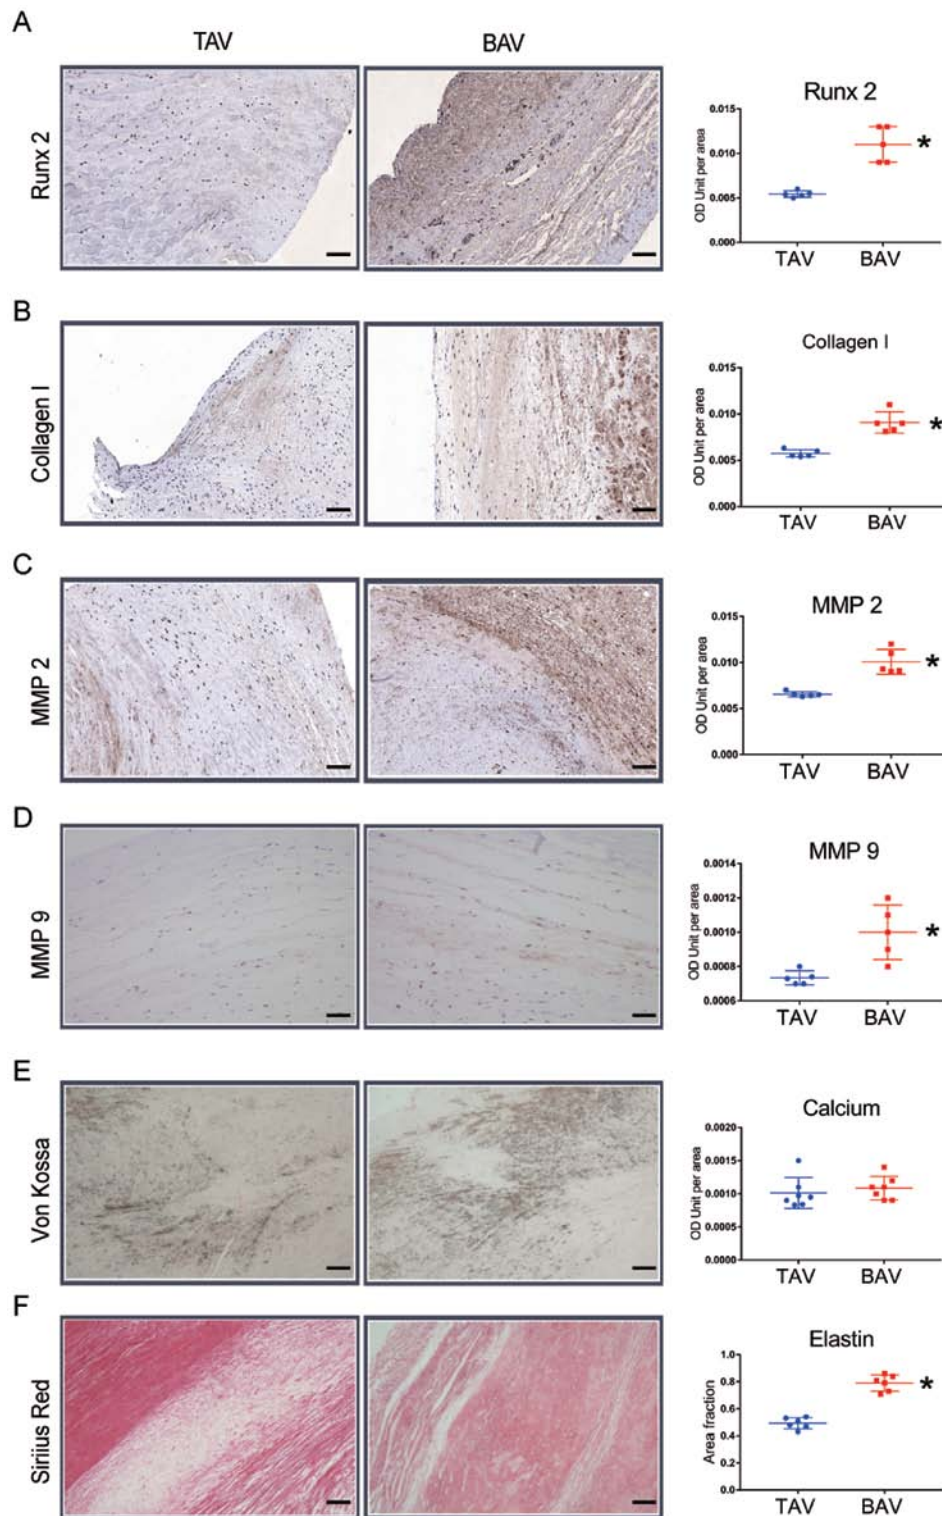 A
TAV
BAV
Runx 2
Runx 2
OD Unit per area
0.015
0.010
0.005
0.000
*
TAV
BAV
B
Collagen I
Collagen I
OD Unit per area
0.015
0.010
0.005
0.000
*
TAV
BAV
C
MMP 2
MMP 2
OD Unit per area
0.015
0.010
0.005
0.000
*
TAV
BAV
D
MMP 9
MMP 9
OD Unit per area
0.0014
0.0012
0.0010
0.0008
0.0006
*
TAV
BAV
E
Von Kossa
Calcium
OD Unit per area
0.0020
0.0015
0.0010
0.0005
0.0000
TAV
BAV
F
Siriius Red
Elastin
Area fraction
1.0
0.8
0.6
0.4
0.2
0.0
*
TAV
BAV